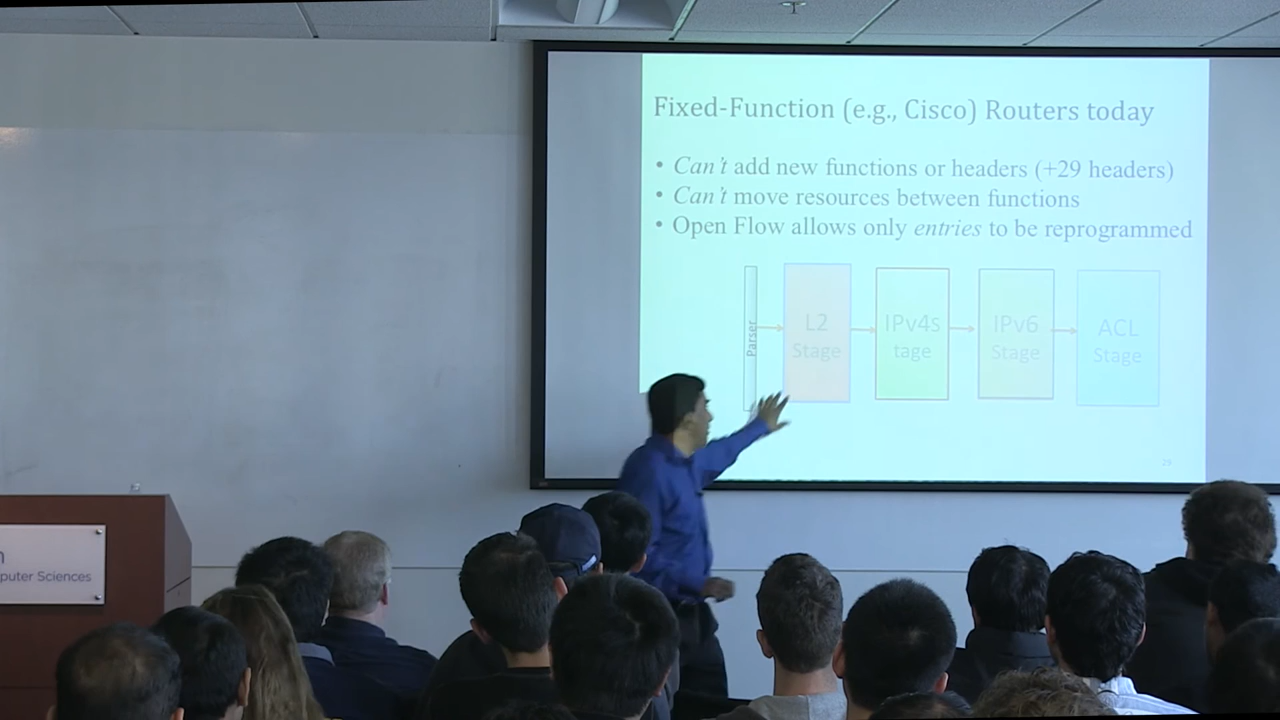 Fixed-Function (e.g., Cisco) Routers today
• Can't add new functions or headers (+29 headers)
• Can't move resources between functions
• Open Flow allows only entries to be reprogrammed
Parser
L2
Stage
IPv4s
tage
IPv6
Stage
ACL
Stage
29
puter Sciences